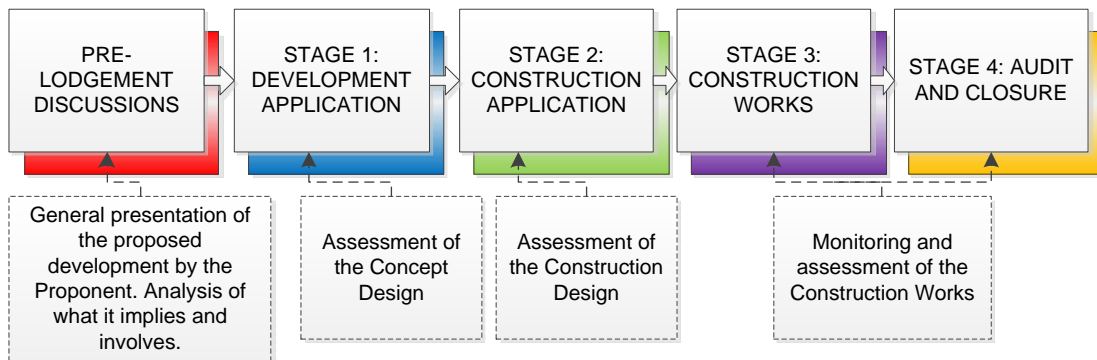 PRE-
LODGEMENT
DISCUSSIONS
STAGE 1:
DEVELOPMENT
APPLICATION
STAGE 2:
CONSTRUCTION
APPLICATION
STAGE 3:
CONSTRUCTION
WORKS
STAGE 4: AUDIT
AND CLOSURE
General presentation of
the proposed
development by the
Proponent. Analysis of
what it implies and
involves.
Assessment of
the Concept
Design
Assessment of
the Construction
Design
Monitoring and
assessment of the
Construction Works